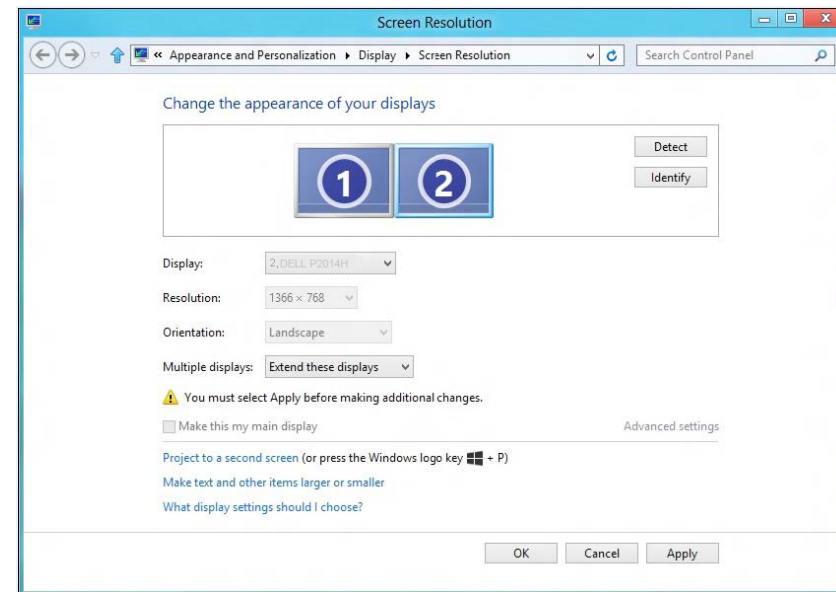 Screen Resolution
« Appearance and Personalization ▸ Display ▸ Screen Resolution Search Control Panel
Change the appearance of your displays
1 2
Detect
Identify
Display: 2,DELL P2014H
Resolution: 1366 × 768
Orientation: Landscape
Multiple displays: Extend these displays
You must select Apply before making additional changes.
Make this my main display Advanced settings
Project to a second screen (or press the Windows logo key + P)
Make text and other items larger or smaller
What display settings should I choose?
OK Cancel Apply